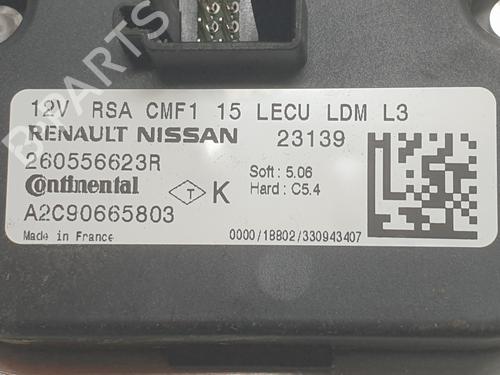 12V RSA CMF1 15 LECU LDM L3
RENAULT NISSAN 23139
260556623R
Soft : 5.06
Continental T K Hard : C5.4
A2C90665803
Made in France 0000/18802/330943407
BPARTS